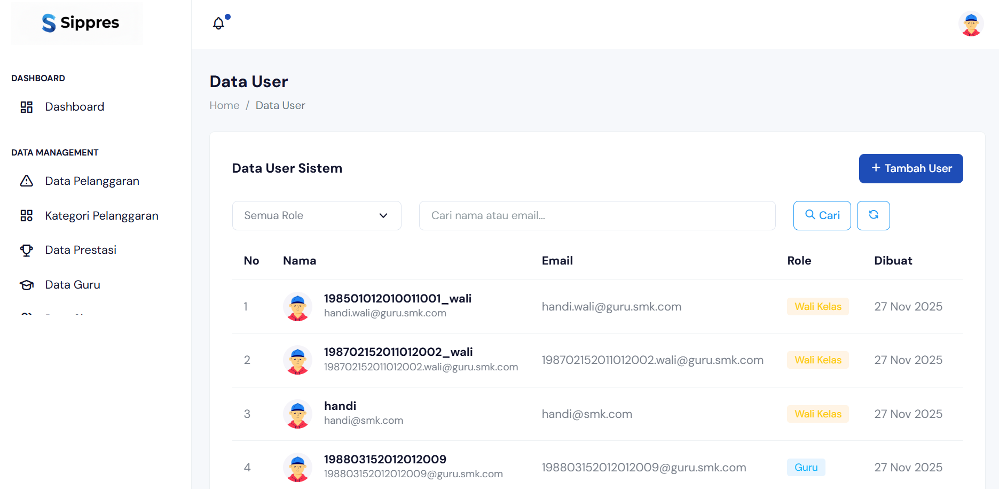 Sippres
DASHBOARD
Dashboard
DATA MANAGEMENT
Data Pelanggaran
Kategori Pelanggaran
Data Prestasi
Data Guru
Data User
Home / Data User
Data User Sistem
+ Tambah User
Semua Role
Cari nama atau email...
Cari
No Nama Email Role Dibuat
1 198501012010011001_wali handi.wali@guru.smk.com Wali Kelas 27 Nov 2025
handi.wali@guru.smk.com
2 198702152011012002_wali 198702152011012002.wali@guru.smk.com Wali Kelas 27 Nov 2025
198702152011012002.wali@guru.smk.com
3 handi handi@smk.com Wali Kelas 27 Nov 2025
handi@smk.com
4 198803152012012009 198803152012012009@guru.smk.com Guru 27 Nov 2025
198803152012012009@guru.smk.com